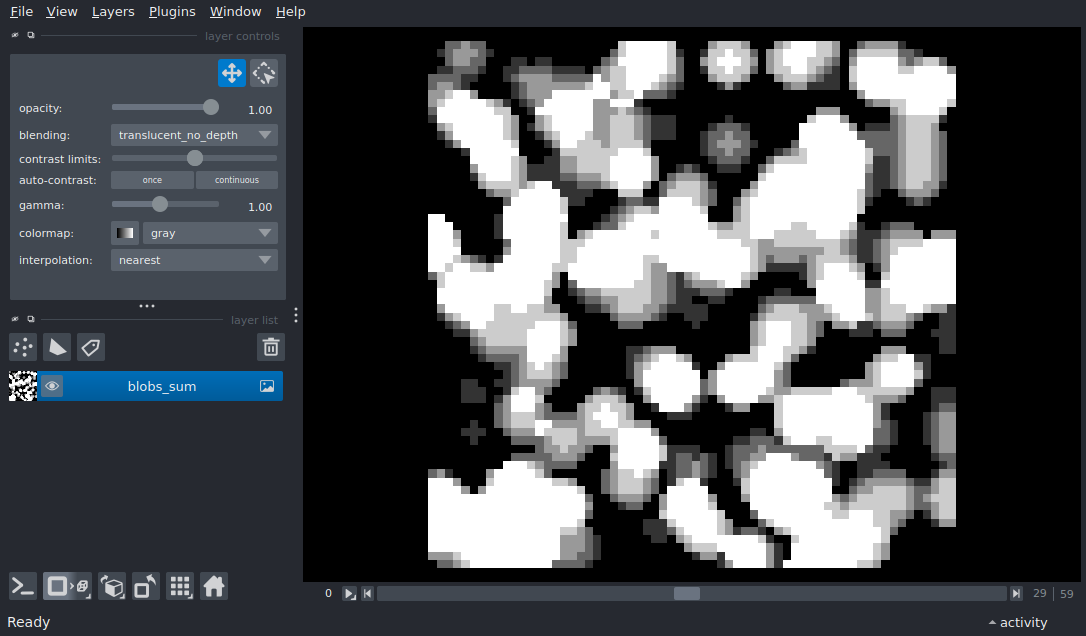 File View Layers Plugins Window Help
layer controls
opacity: 1.00
blending: translucent_no_depth
contrast limits:
auto-contrast: once continuous
gamma: 1.00
colormap: gray
interpolation: nearest
layer list
blobs_sum
0 29 59
Ready activity